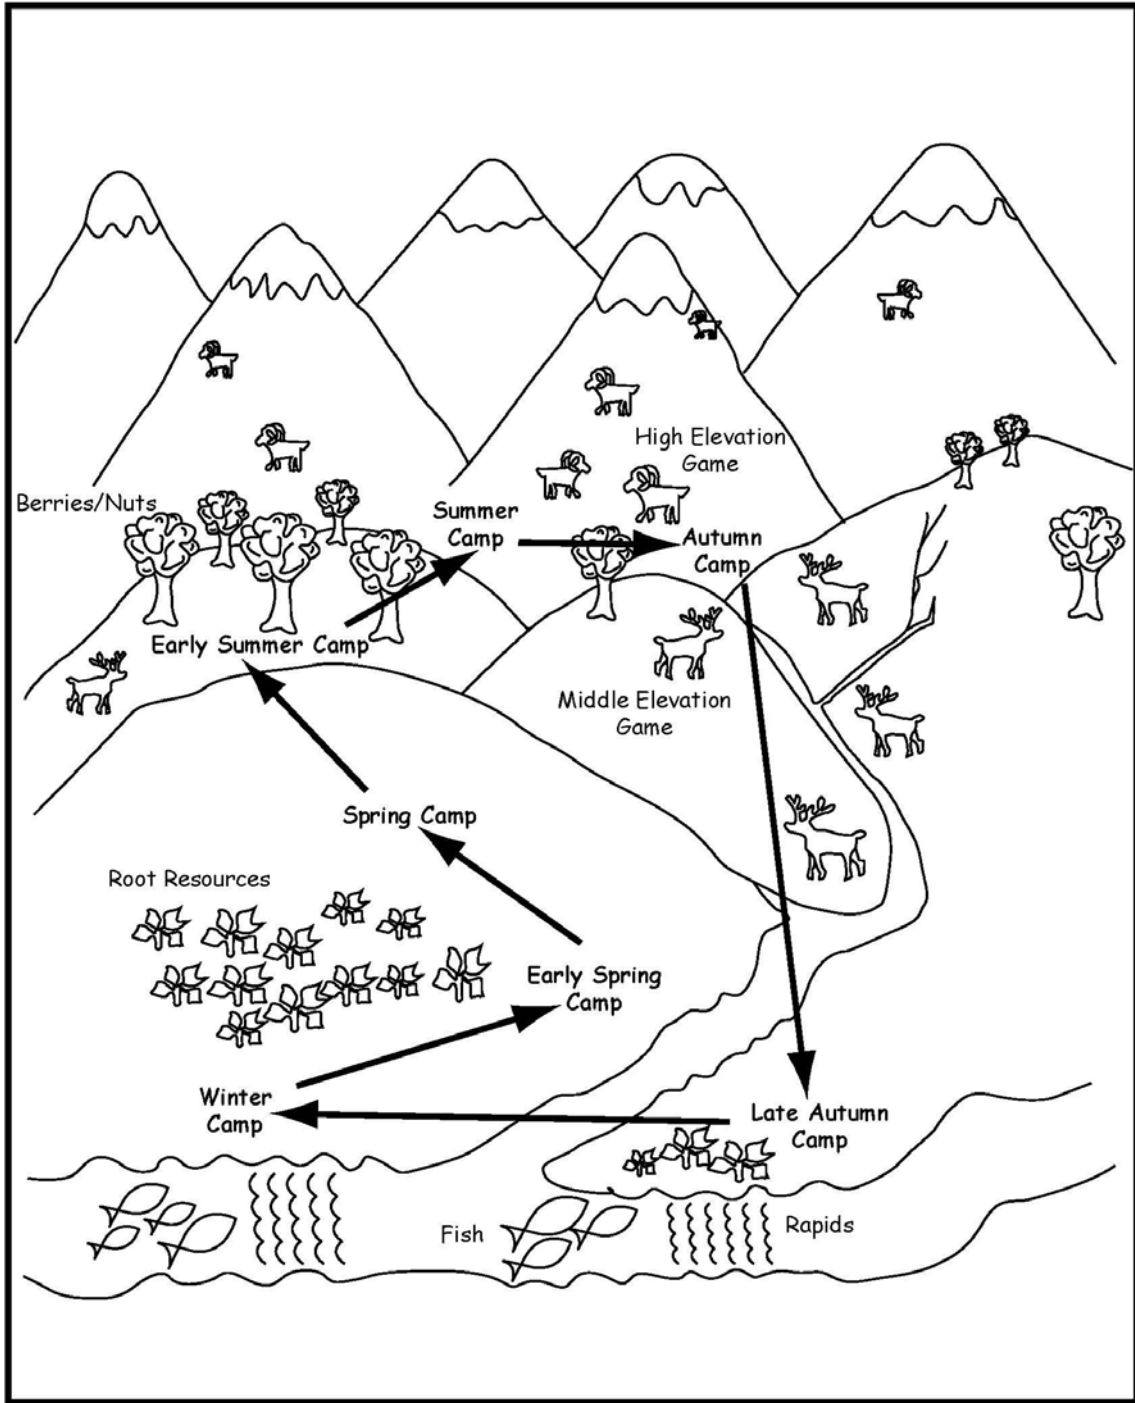 High Elevation
Game
Berries/Nuts
Summer
Camp
Autumn
Camp
Early Summer Camp
Middle Elevation
Game
Spring Camp
Root Resources
Early Spring
Camp
Winter
Camp
Late Autumn
Camp
Fish
Rapids